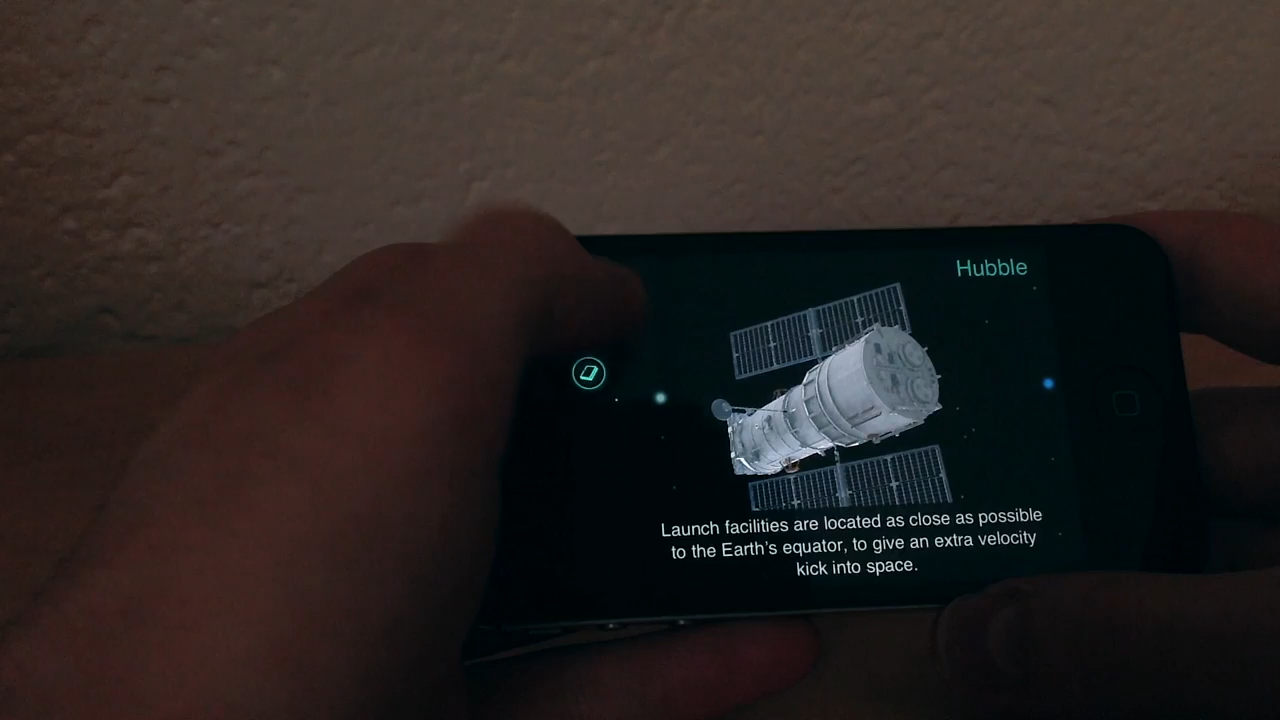 Hubble
Launch facilities are located as close as possible
to the Earth's equator, to give an extra velocity
kick into space.